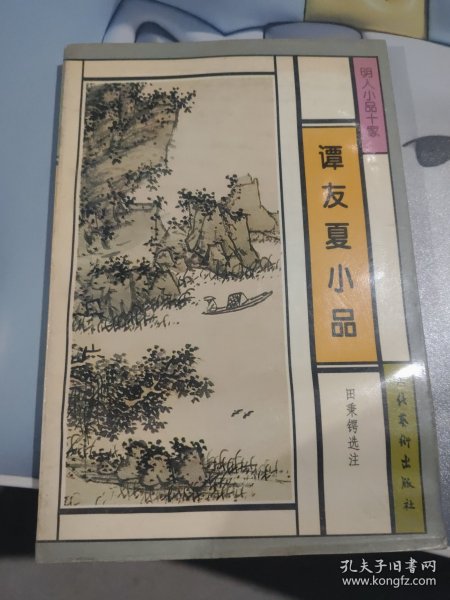 明人小品十家
谭友夏小品
田秉锷选注
文化艺术出版社
孔夫子旧书网
www.kongfz.com